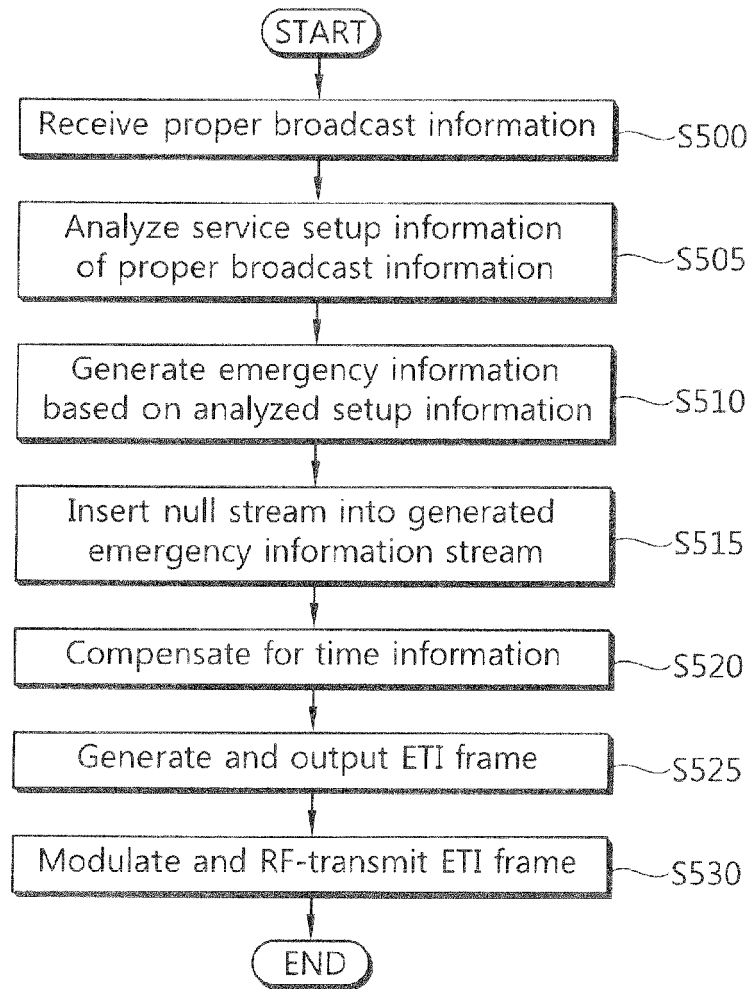 START
Receive proper broadcast information
S500
Analyze service setup information
of proper broadcast information
S505
Generate emergency information
based on analyzed setup information
S510
Insert null stream into generated
emergency information stream
S515
Compensate for time information
S520
Generate and output ETI frame
S525
Modulate and RF-transmit ETI frame
S530
END